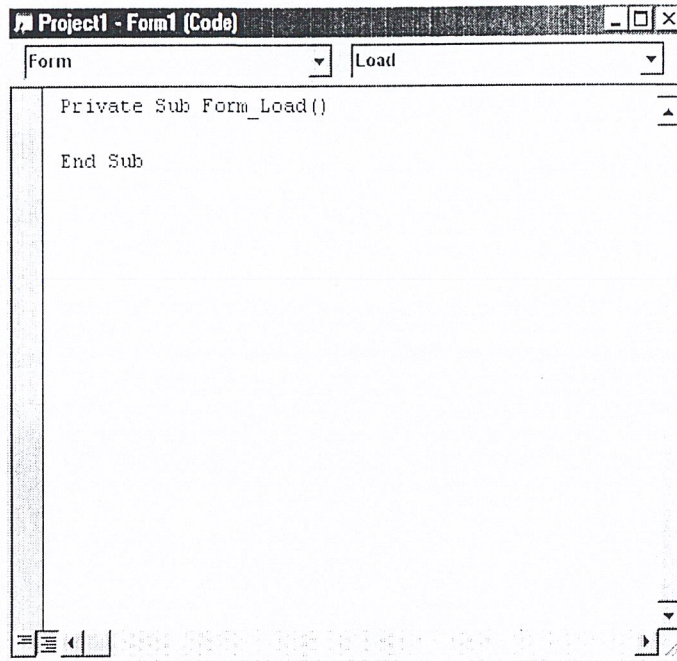 Project1 - Form1 (Code)
Form
Load
Private Sub Form_Load()
End Sub